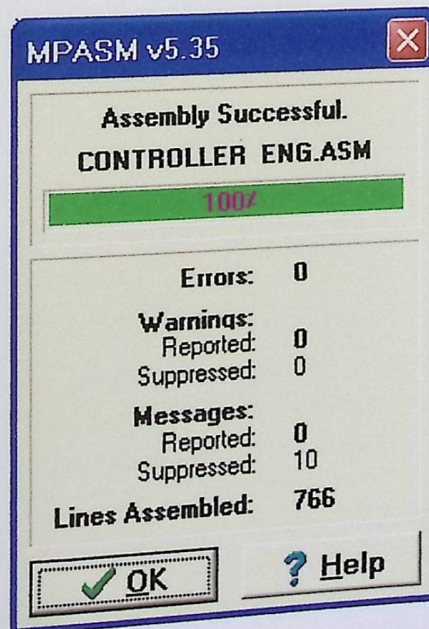 MPASM v5.35
Assembly Successful.
CONTROLLER ENG.ASM
100%
Errors: 0
Warnings:
Reported: 0
Suppressed: 0
Messages:
Reported: 0
Suppressed: 10
Lines Assembled: 766
OK
Help